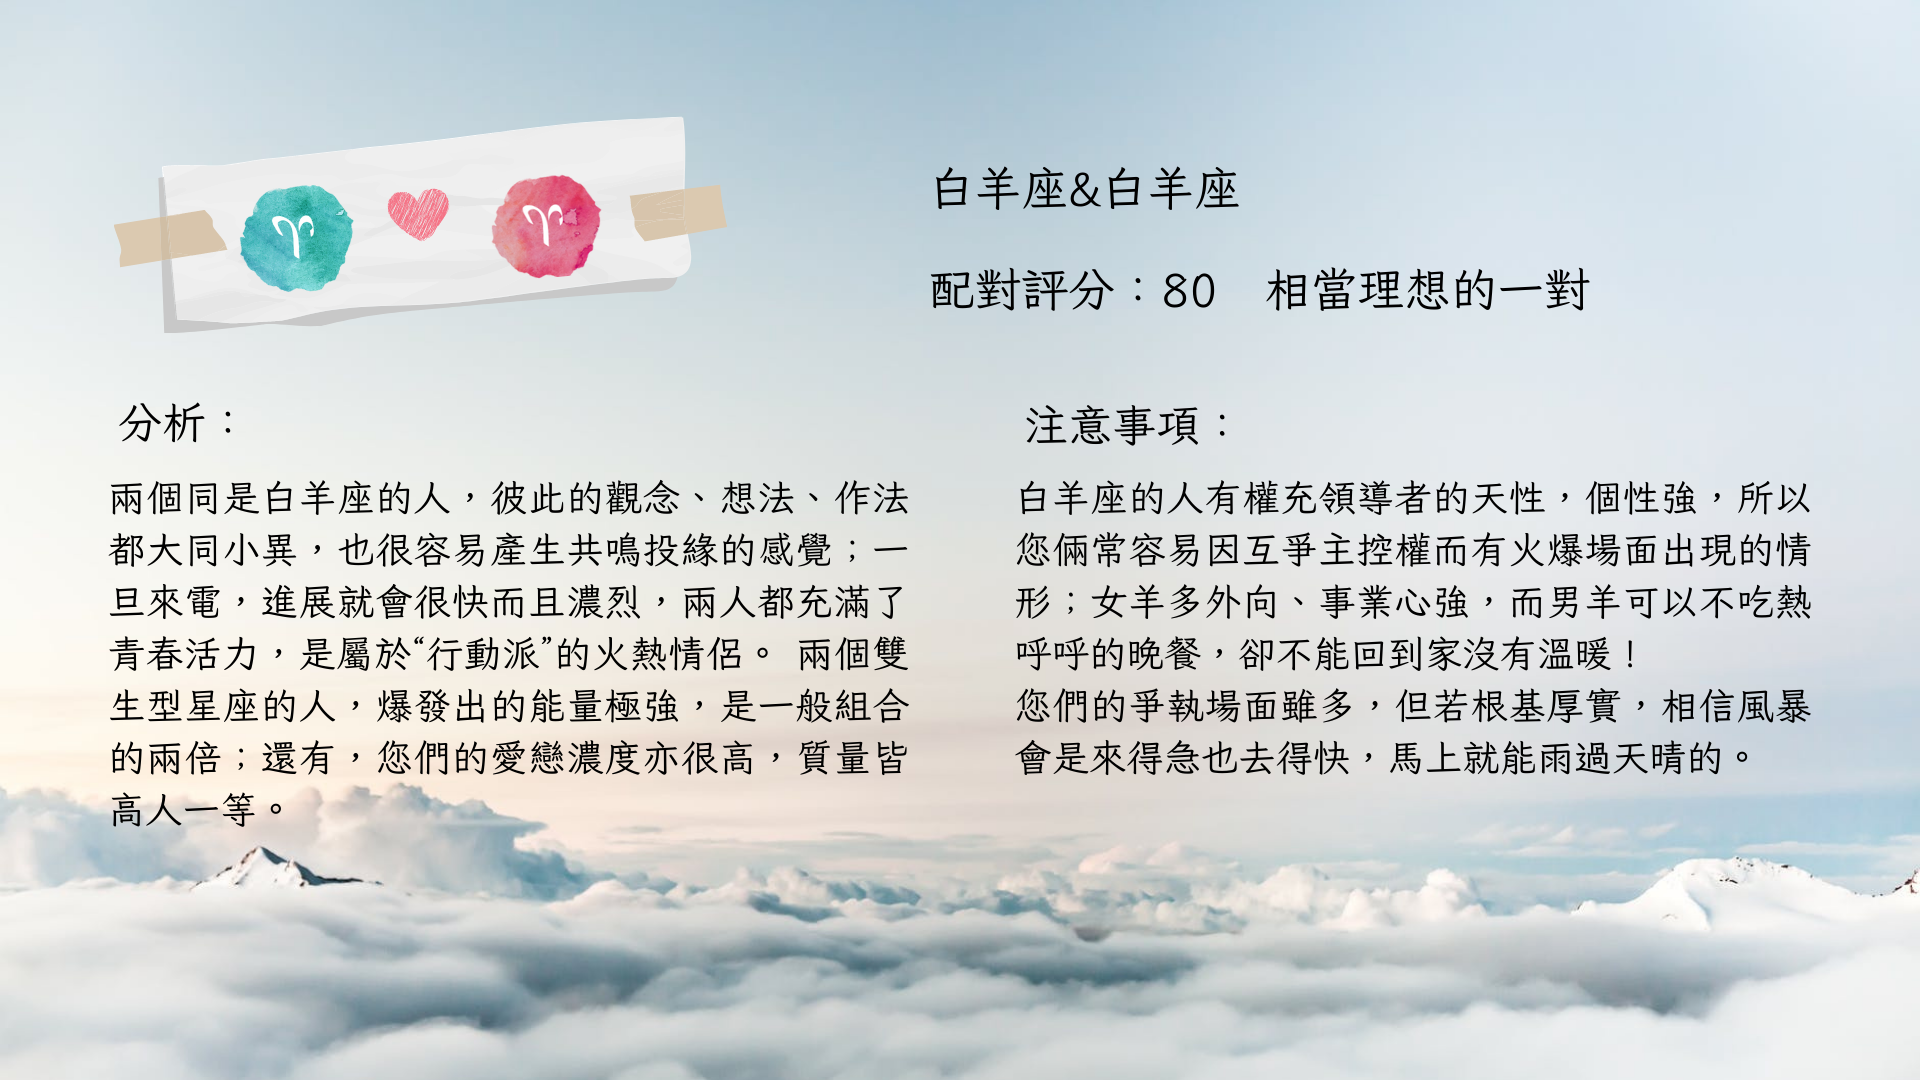 白羊座&白羊座
配對評分：80　相當理想的一對
分析：
兩個同是白羊座的人，彼此的觀念、想法、作法
都大同小異，也很容易產生共鳴投緣的感覺；一
旦來電，進展就會很快而且濃烈，兩人都充滿了
青春活力，是屬於“行動派”的火熱情侶。 兩個雙
生型星座的人，爆發出的能量極強，是一般組合
的兩倍；還有，您們的愛戀濃度亦很高，質量皆
高人一等。
注意事項：
白羊座的人有權充領導者的天性，個性強，所以
您倆常容易因互爭主控權而有火爆場面出現的情
形；女羊多外向、事業心強，而男羊可以不吃熱
呼呼的晚餐，卻不能回到家沒有溫暖！
您們的爭執場面雖多，但若根基厚實，相信風暴
會是來得急也去得快，馬上就能雨過天晴的。